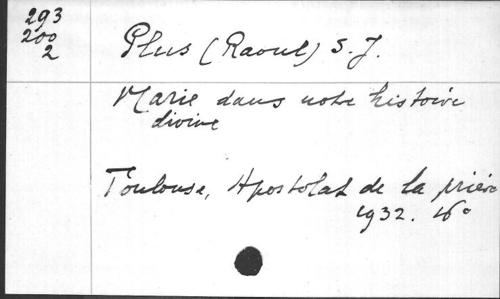 293
200
2
Plus (Raoul) S. J.
Marie dans notre histoire
divine
Toulouse, Apostolat de la prière
1932. 16°